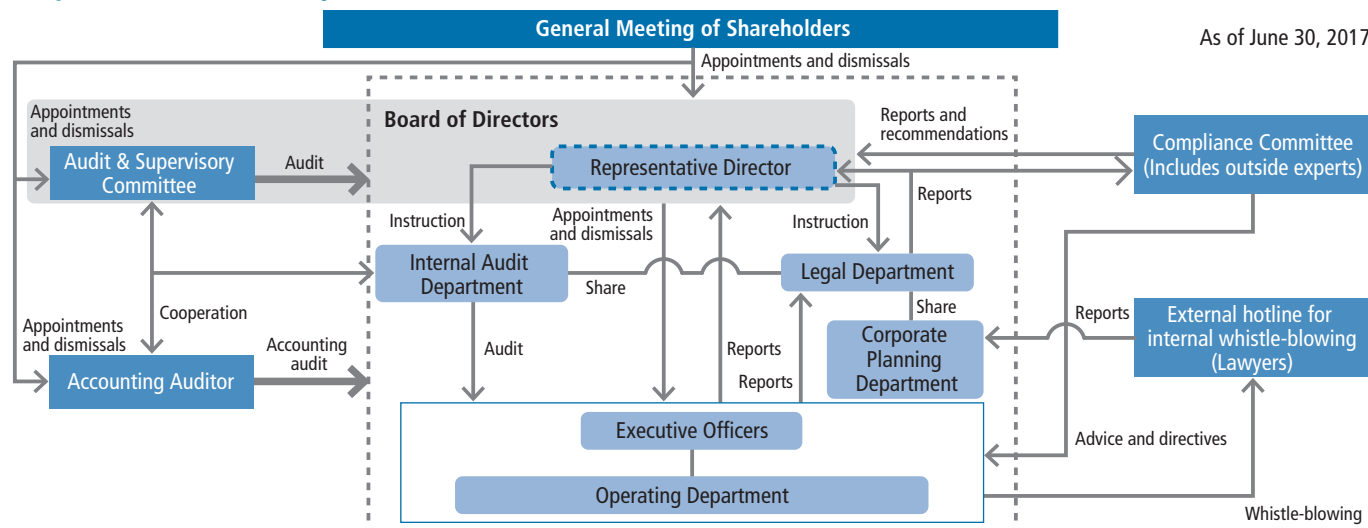 General Meeting of Shareholders
As of June 30, 2017
Appointments and dismissals
Appointments
and dismissals
Board of Directors
Reports and
recommendations
Audit & Supervisory
Committee
Audit
Representative Director
Compliance Committee
(Includes outside experts)
Reports
Instruction
Appointments
and dismissals
Instruction
Internal Audit
Department
Share
Legal Department
Cooperation
Share
Appointments
and dismissals
Accounting
audit
Audit
Reports
Reports
Corporate
Planning
Department
Reports
External hotline for
internal whistle-blowing
(Lawyers)
Accounting Auditor
Executive Officers
Advice and directives
Operating Department
Whistle-blowing